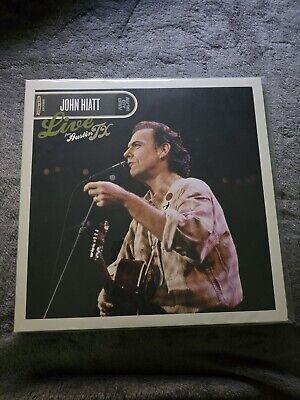 JOHN HIATT
Live
from
Austin TX